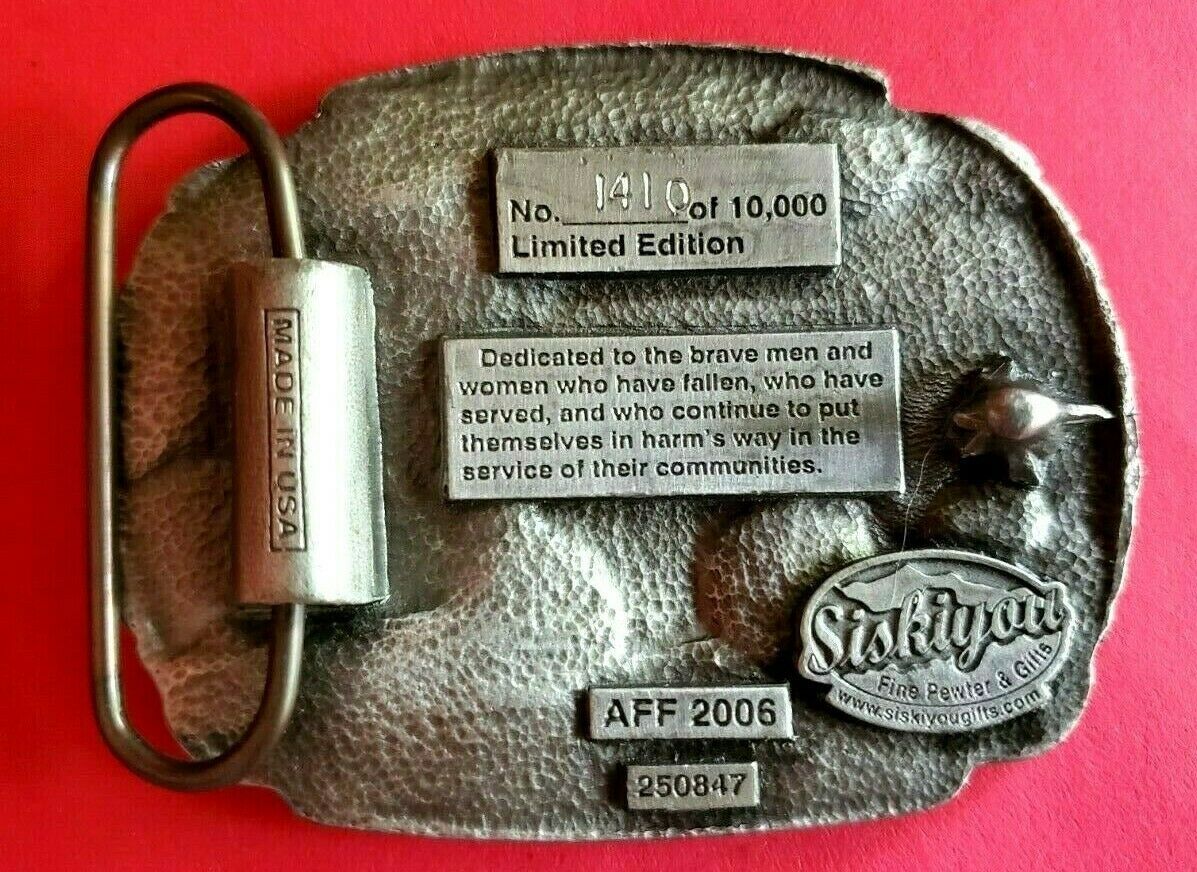 No. 1410 of 10,000
Limited Edition
MADE IN USA
Dedicated to the brave men and
women who have fallen, who have
served, and who continue to put
themselves in harm's way in the
service of their communities.
Siskiyou
Fine Pewter & Gifts
www.siskiyougifts.com
AFF 2006
250847